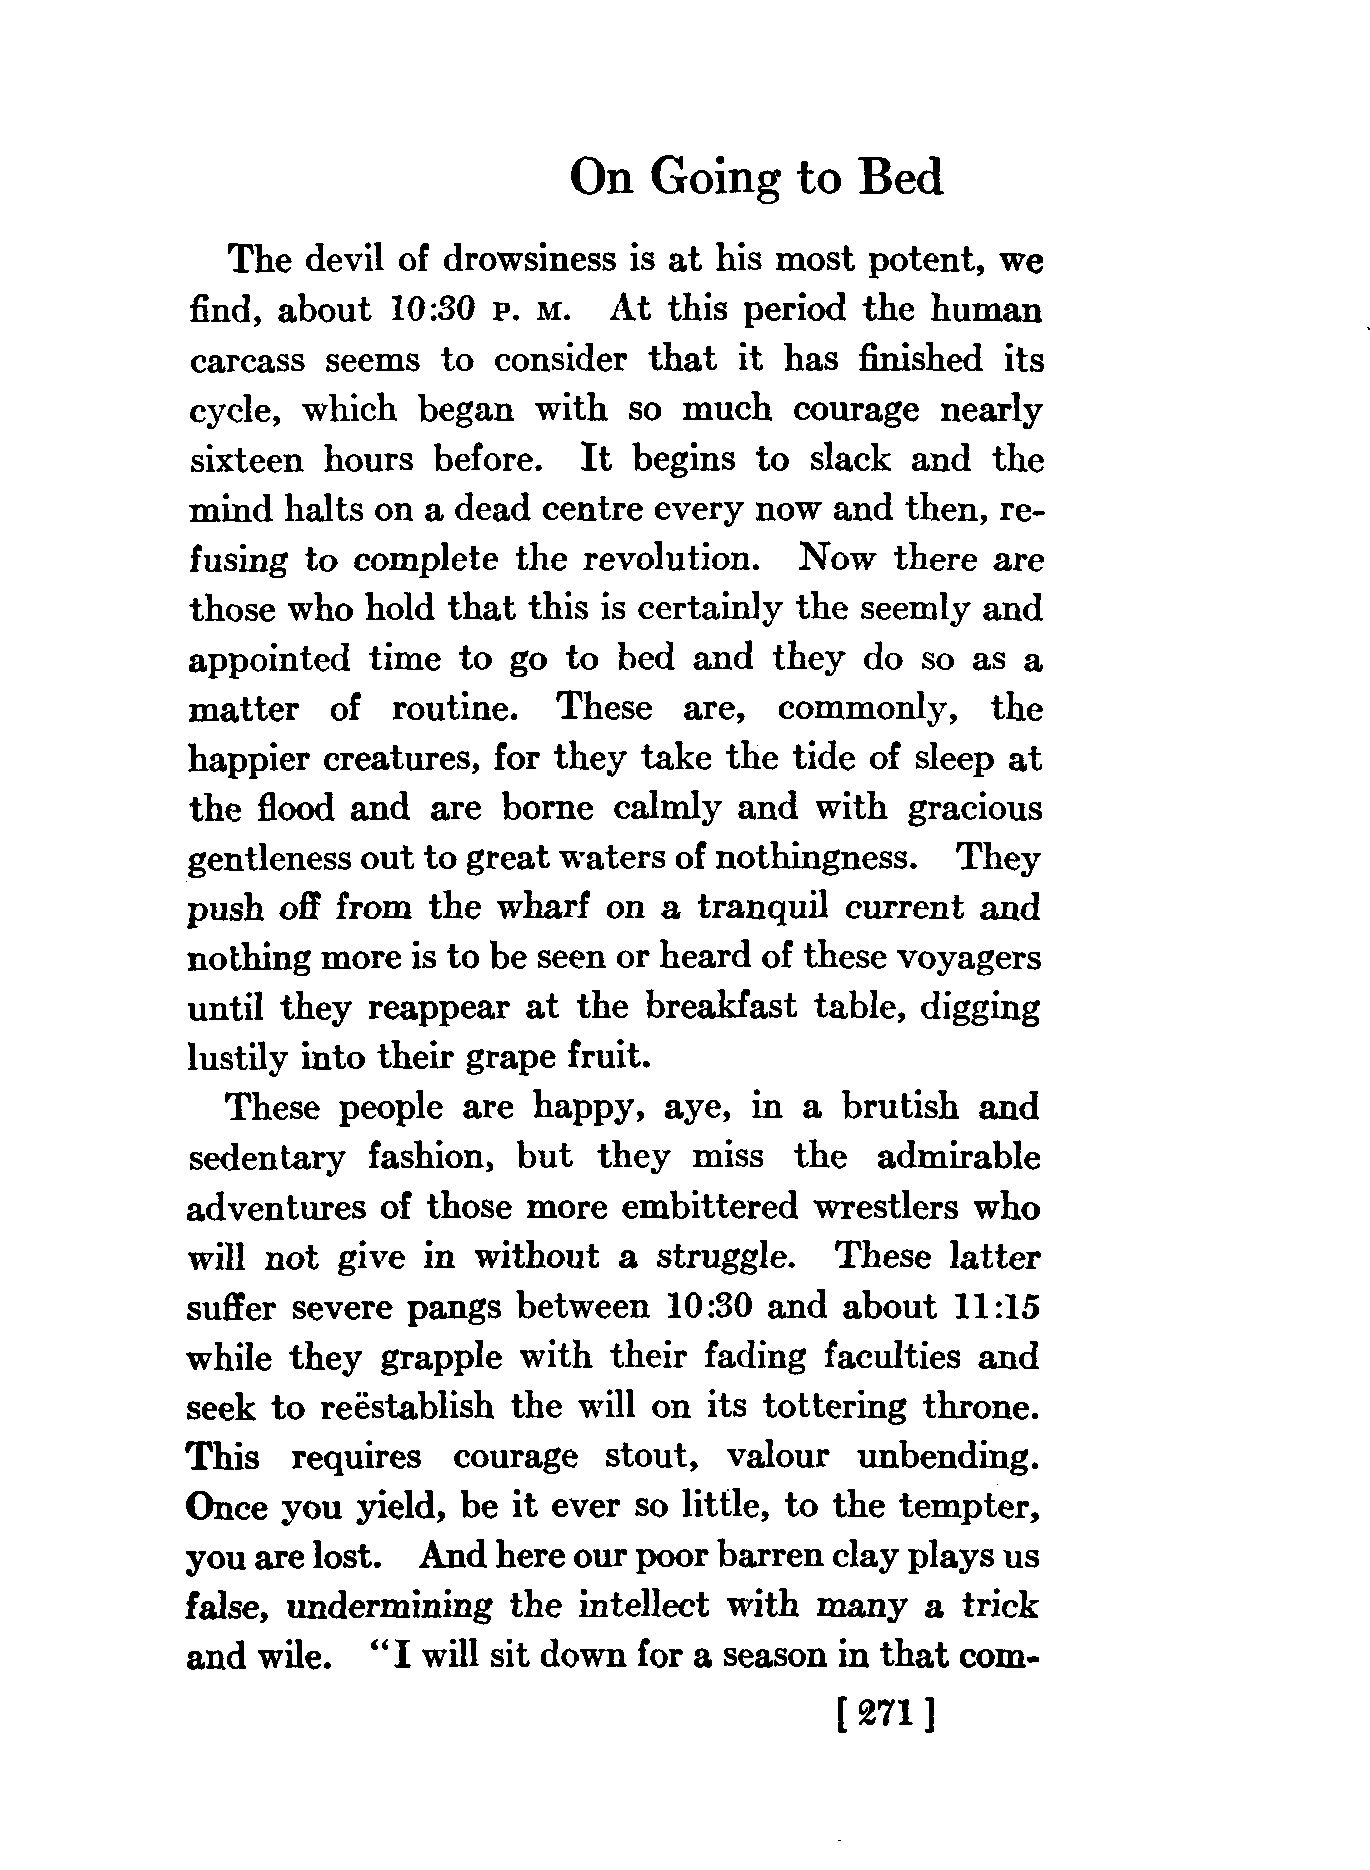 On Going to Bed
The devil of drowsiness is at his most potent, we
find, about 10:30 P. M. At this period the human
carcass seems to consider that it has finished its
cycle, which began with so much courage nearly
sixteen hours before. It begins to slack and the
mind halts on a dead centre every now and then, re-
fusing to complete the revolution. Now there are
those who hold that this is certainly the seemly and
appointed time to go to bed and they do so as a
matter of routine. These are, commonly, the
happier creatures, for they take the tide of sleep at
the flood and are borne calmly and with gracious
gentleness out to great waters of nothingness. They
push off from the wharf on a tranquil current and
nothing more is to be seen or heard of these voyagers
until they reappear at the breakfast table, digging
lustily into their grape fruit.
These people are happy, aye, in a brutish and
sedentary fashion, but they miss the admirable
adventures of those more embittered wrestlers who
will not give in without a struggle. These latter
suffer severe pangs between 10:30 and about 11:15
while they grapple with their fading faculties and
seek to reëstablish the will on its tottering throne.
This requires courage stout, valour unbending.
Once you yield, be it ever so little, to the tempter,
you are lost. And here our poor barren clay plays us
false, undermining the intellect with many a trick
and wile. “I will sit down for a season in that com-
[ 271 ]